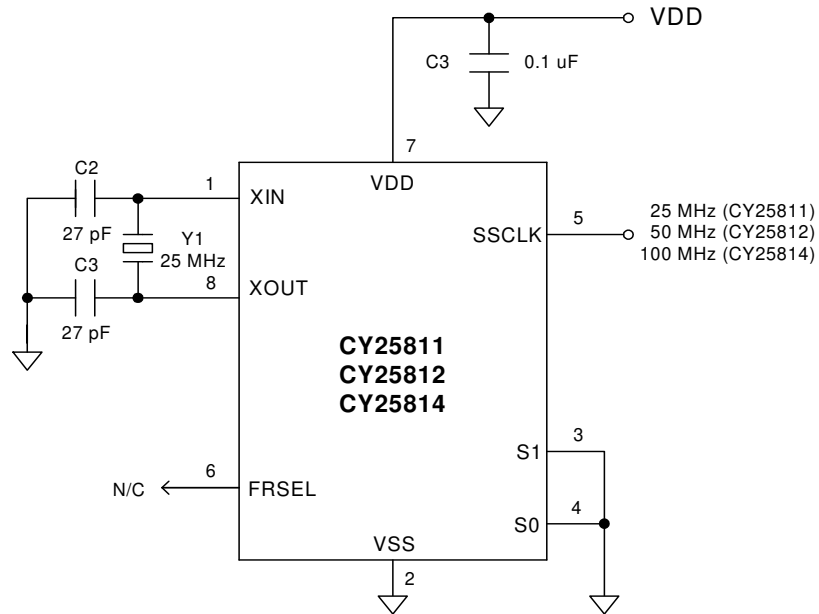 VDD
C3 0.1 uF
7
VDD
C2
27 pF
1
XIN
Y1
25 MHz
C3
27 pF
8
XOUT
SSCLK
5
25 MHz (CY25811)
50 MHz (CY25812)
100 MHz (CY25814)
CY25811
CY25812
CY25814
S1
3
N/C
6
FRSEL
S0
4
VSS
2